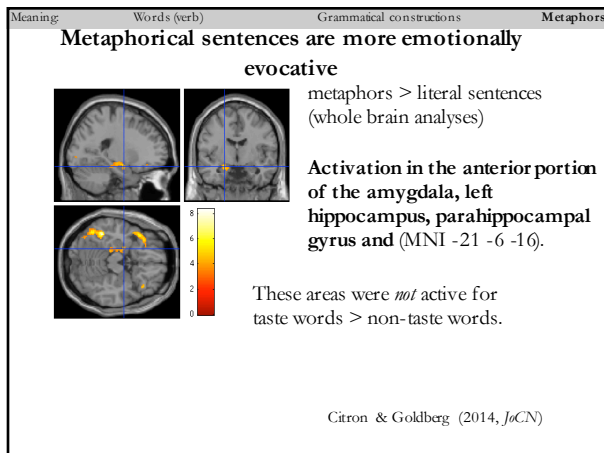 Meaning: Words (verb) Grammatical constructions Metaphors
Metaphorical sentences are more emotionally
evocative
metaphors > literal sentences
(whole brain analyses)
Activation in the anterior portion
of the amygdala, left
hippocampus, parahippocampal
gyrus and (MNI -21 -6 -16).
8
6
4
2
0
These areas were not active for
taste words > non-taste words.
Citron & Goldberg (2014, JoCN)